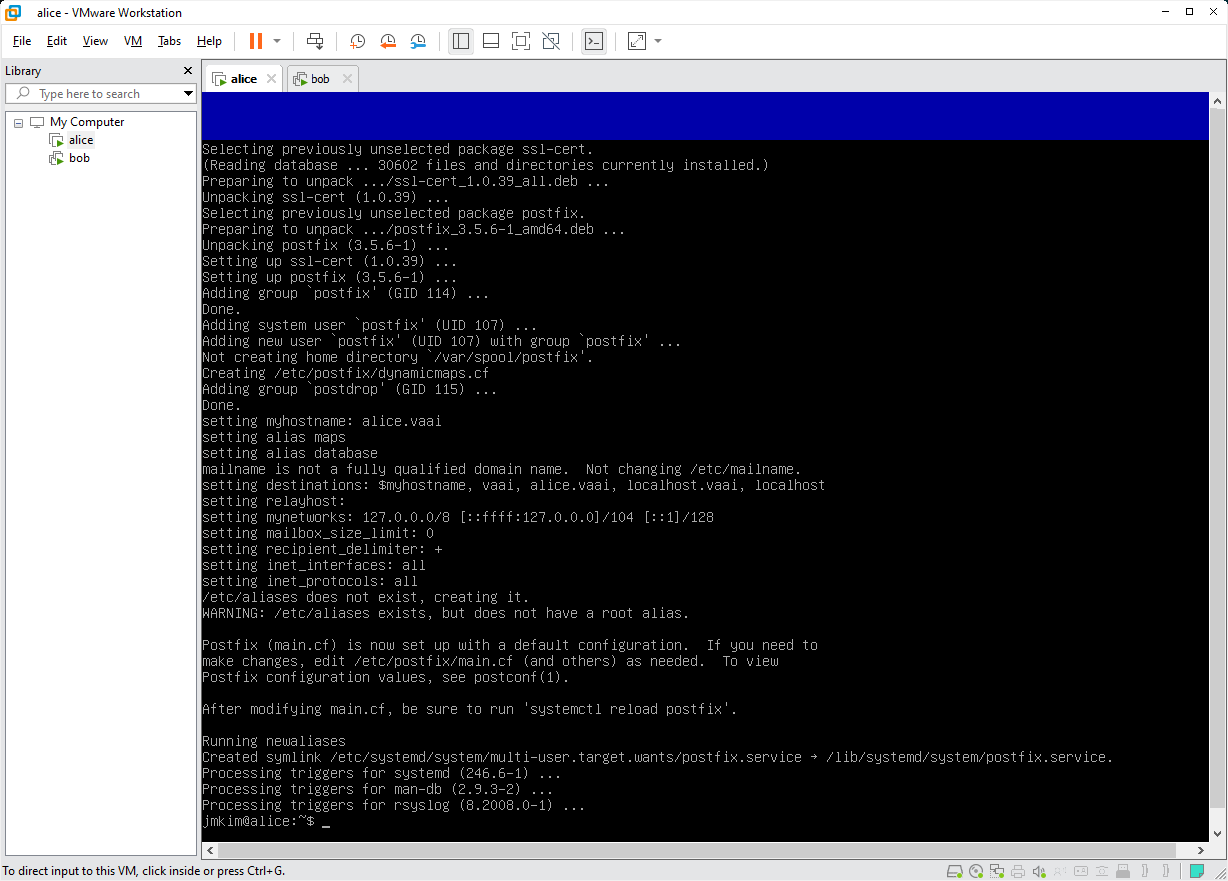 alice - VMware Workstation
File Edit View VM Tabs Help
Library
Type here to search
My Computer
alice
bob
alice bob
Selecting previously unselected package ssl-cert.
(Reading database ... 30602 files and directories currently installed.)
Preparing to unpack .../ssl-cert_1.0.39_all.deb ...
Unpacking ssl-cert (1.0.39) ...
Selecting previously unselected package postfix.
Preparing to unpack .../postfix_3.5.6-1_amd64.deb ...
Unpacking postfix (3.5.6-1) ...
Setting up ssl-cert (1.0.39) ...
Setting up postfix (3.5.6-1) ...
Adding group `postfix' (GID 114) ...
Done.
Adding system user `postfix' (UID 107) ...
Adding new user `postfix' (UID 107) with group `postfix' ...
Not creating home directory `/var/spool/postfix'.
Creating /etc/postfix/dynamicmaps.cf
Adding group `postdrop' (GID 115) ...
Done.
setting myhostname: alice.vaai
setting alias maps
setting alias database
mailname is not a fully qualified domain name.  Not changing /etc/mailname.
setting destinations: $myhostname, vaai, alice.vaai, localhost.vaai, localhost
setting relayhost:
setting mynetworks: 127.0.0.0/8 [::ffff:127.0.0.0]/104 [::1]/128
setting mailbox_size_limit: 0
setting recipient_delimiter: +
setting inet_interfaces: all
setting inet_protocols: all
/etc/aliases does not exist, creating it.
WARNING: /etc/aliases exists, but does not have a root alias.
Postfix (main.cf) is now set up with a default configuration.  If you need to
make changes, edit /etc/postfix/main.cf (and others) as needed.  To view
Postfix configuration values, see postconf(1).
After modifying main.cf, be sure to run 'systemctl reload postfix'.
Running newaliases
Created symlink /etc/systemd/system/multi-user.target.wants/postfix.service → /lib/systemd/system/postfix.service.
Processing triggers for systemd (246.6-1) ...
Processing triggers for man-db (2.9.3-2) ...
Processing triggers for rsyslog (8.2008.0-1) ...
jmkim@alice:~$ _
To direct input to this VM, click inside or press Ctrl+G.